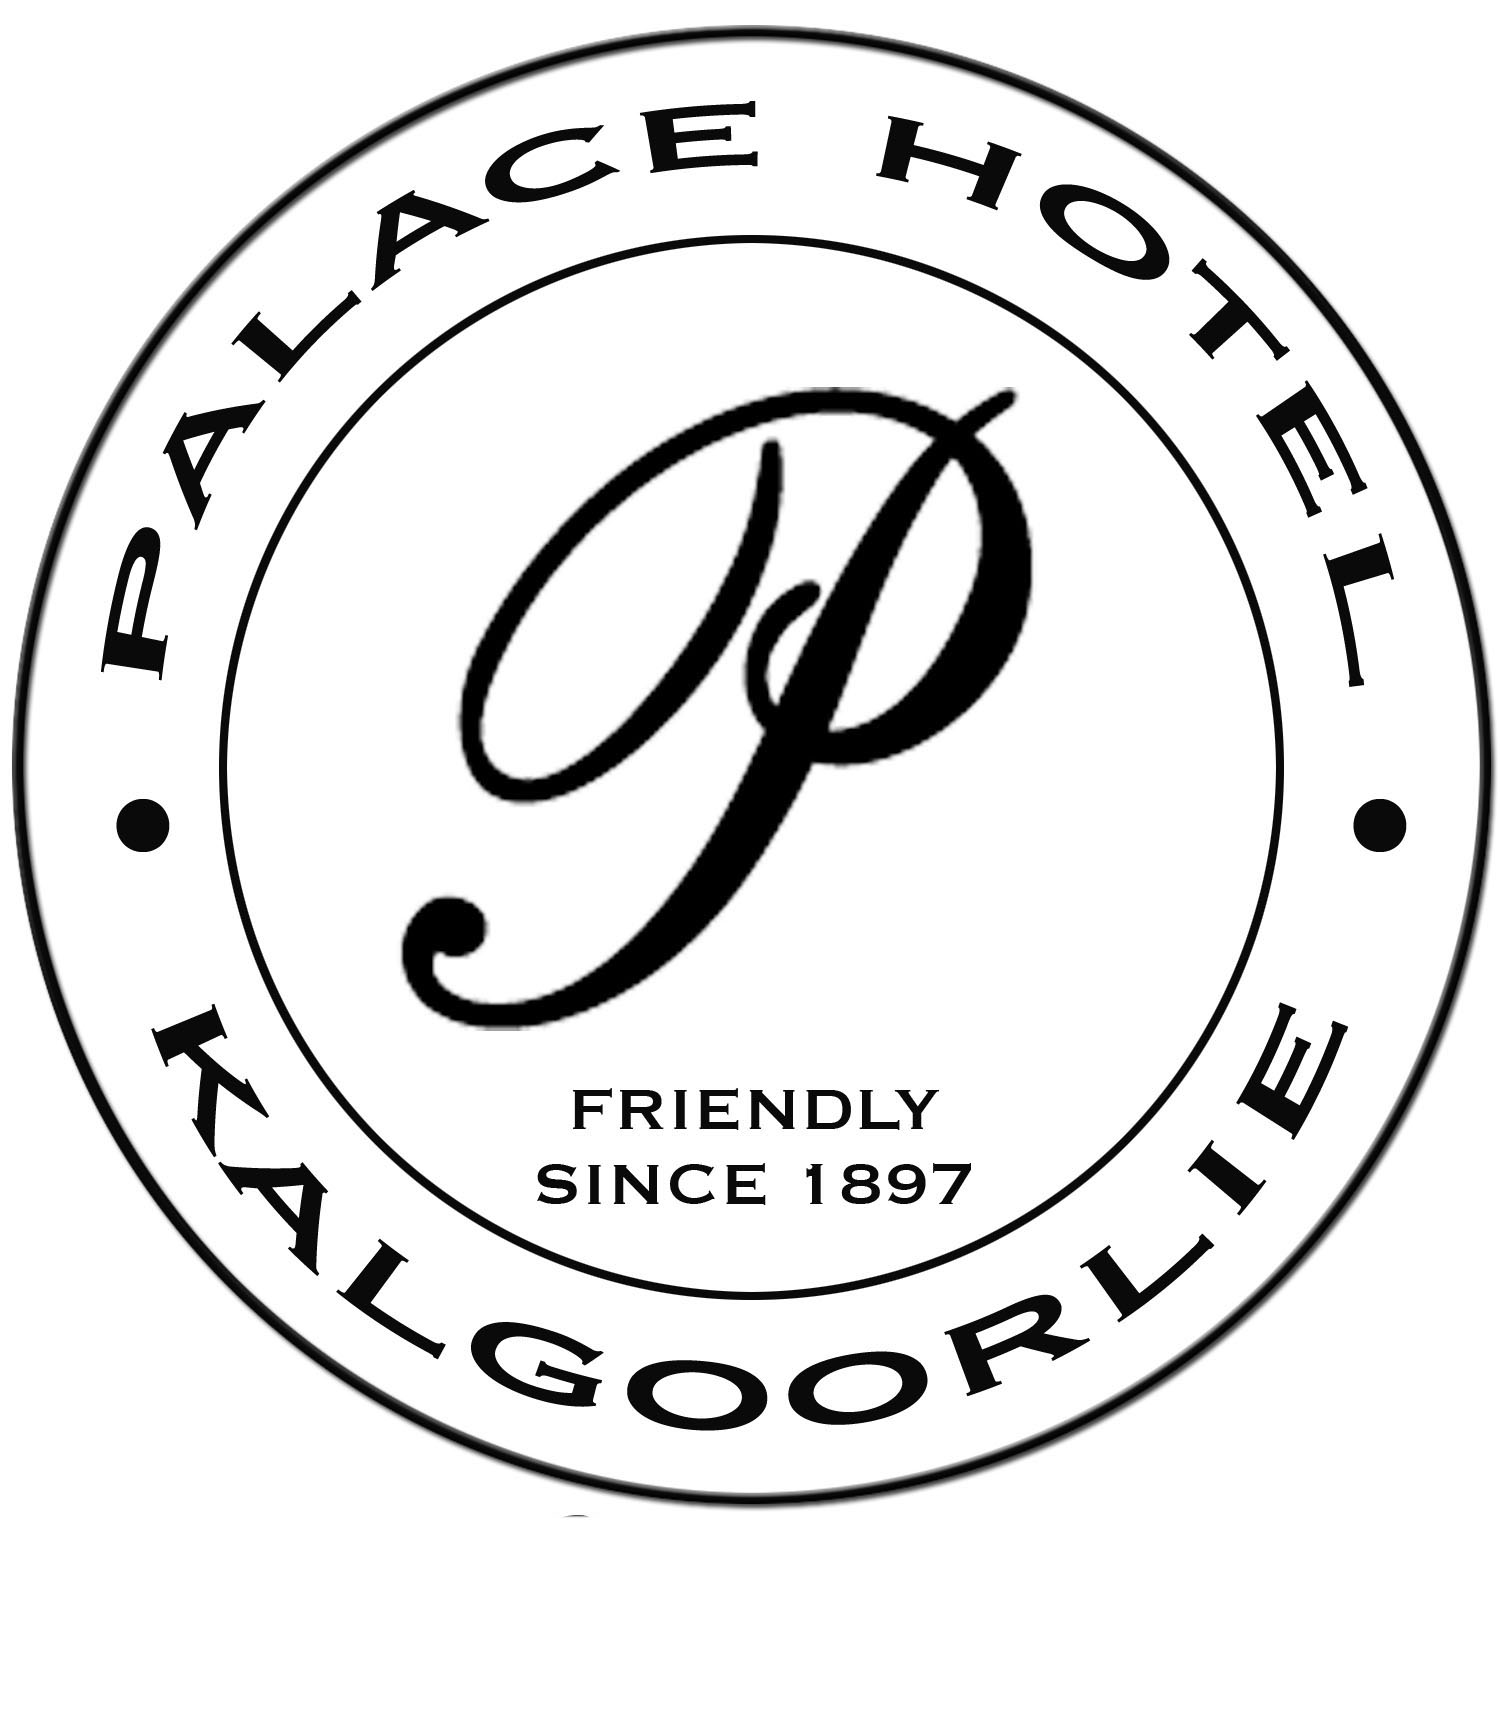 PALACE HOTEL
P
FRIENDLY
SINCE 1897
KALGOORLIE